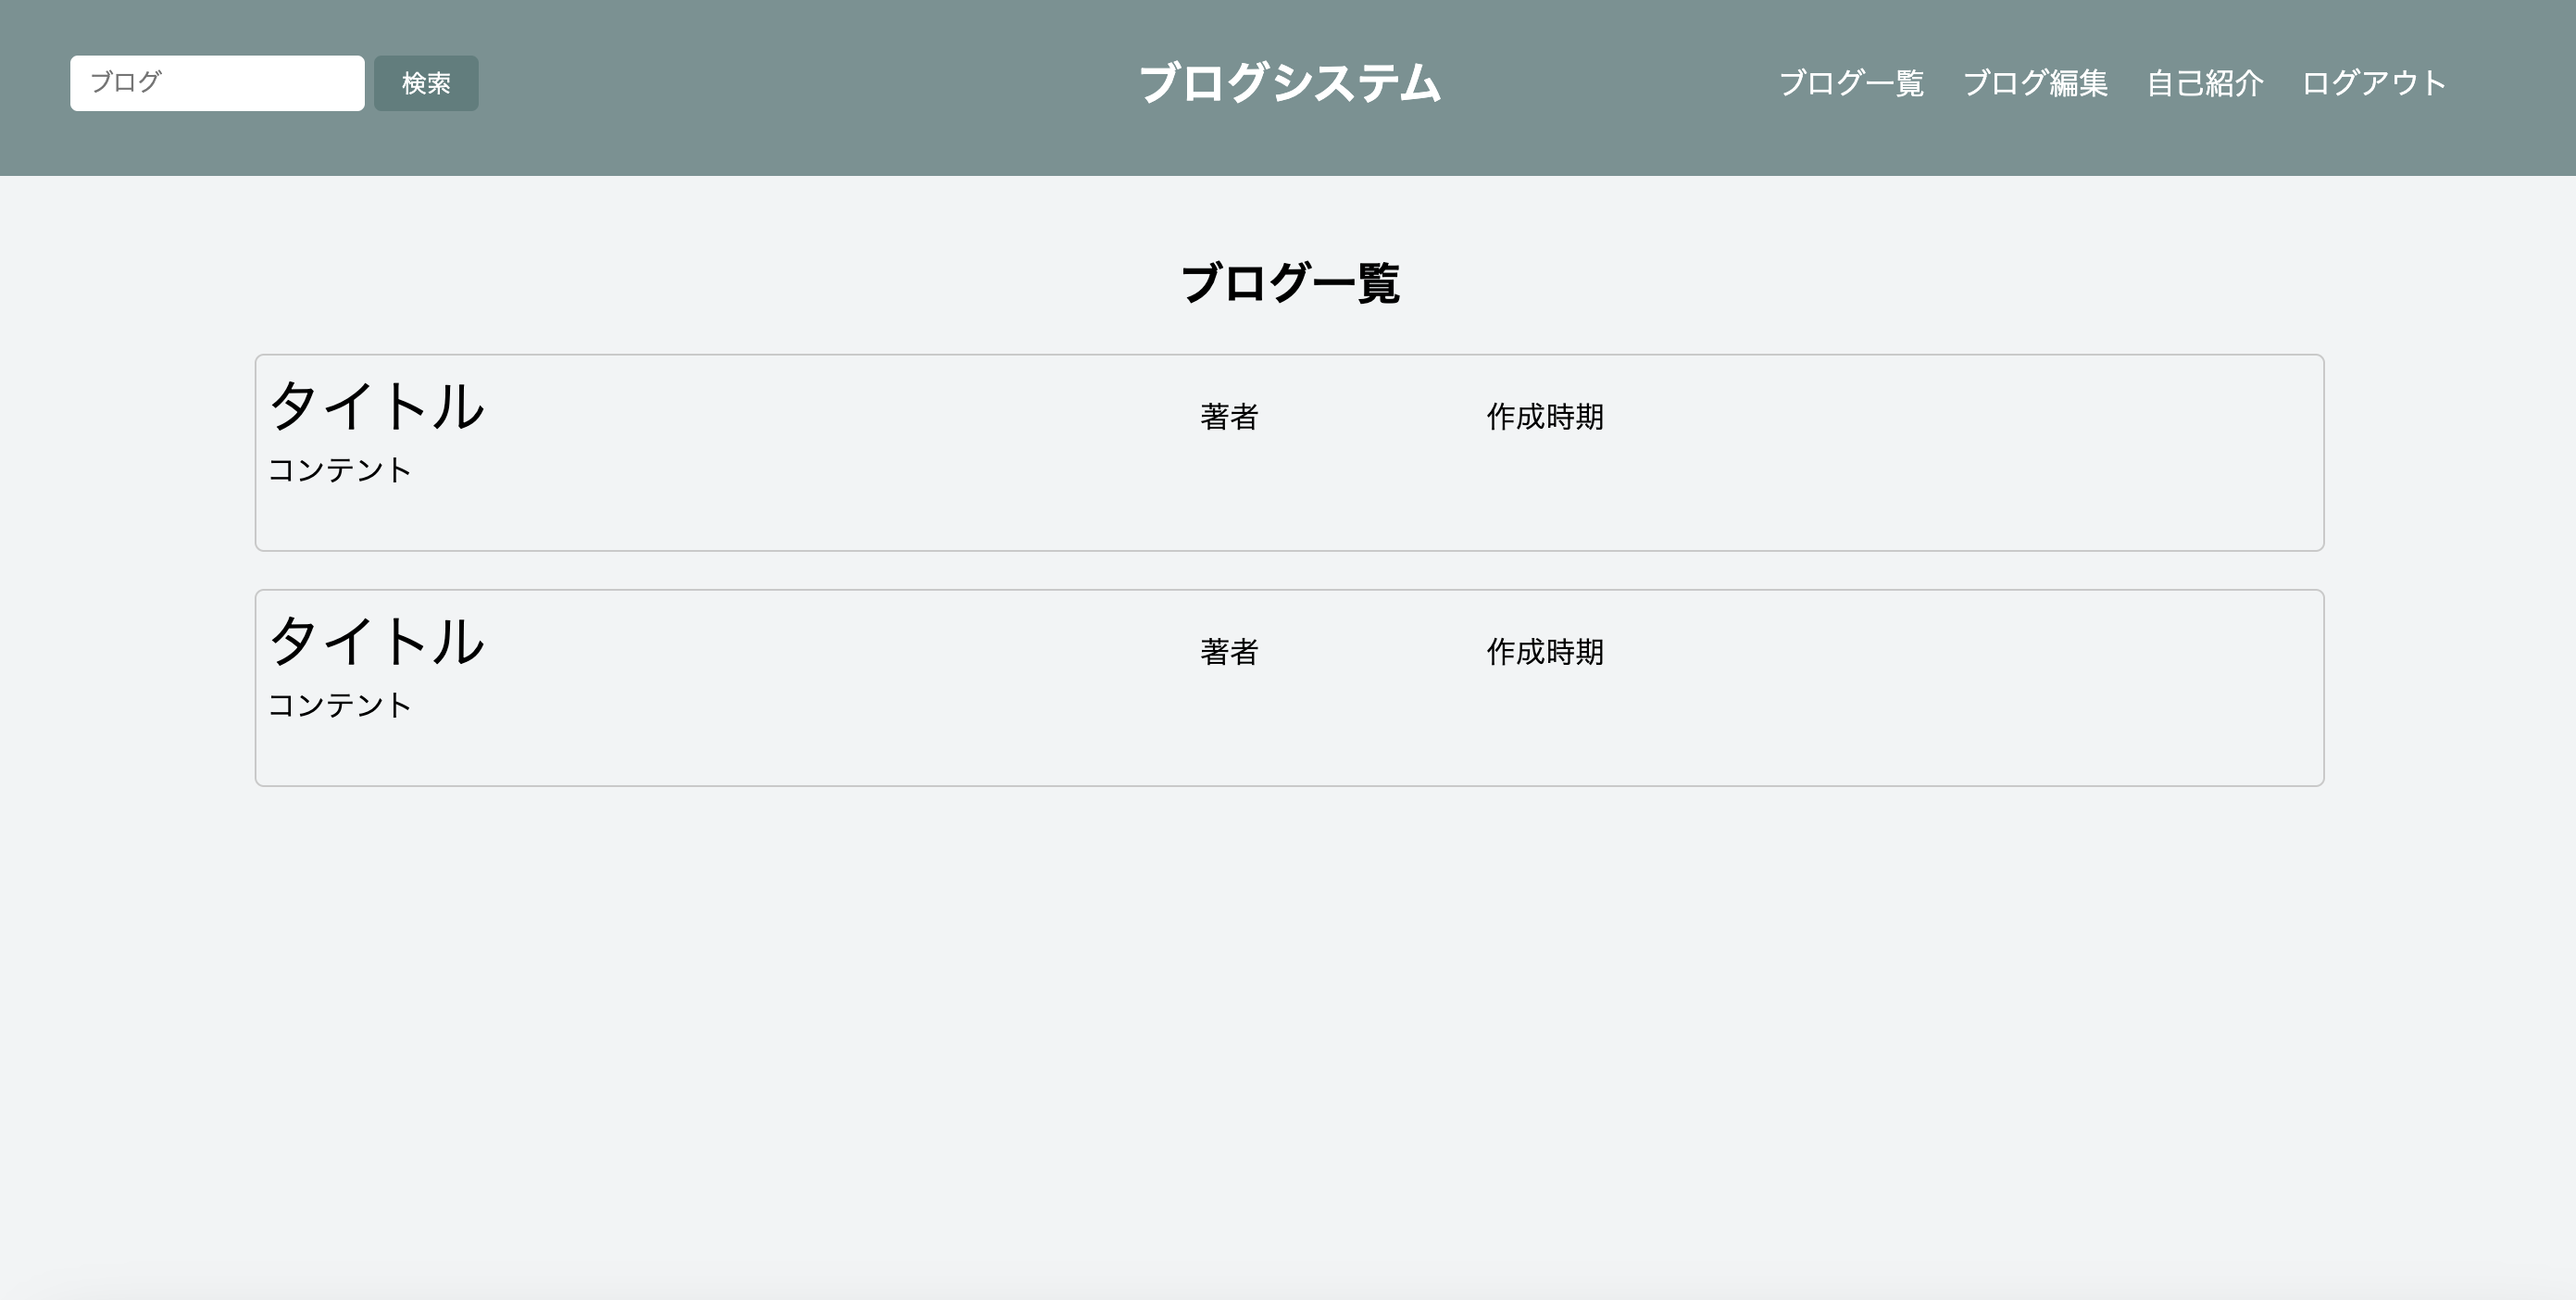 ブログ 検索 ブログシステム ブログ一覧 ブログ編集 自己紹介 ログアウト
ブログ一覧
タイトル 著者 作成時期
コンテント
タイトル 著者 作成時期
コンテント